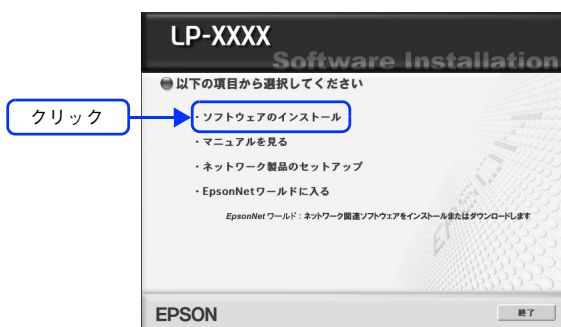 LP-XXXX
Software Installation
以下の項目から選択してください
クリック
・ソフトウェアのインストール
・マニュアルを見る
・ネットワーク製品のセットアップ
・EpsonNetワールドに入る
EpsonNet ワールド：ネットワーク関連ソフトウェアをインストールまたはダウンロードします
EPSON
EPSON
終了